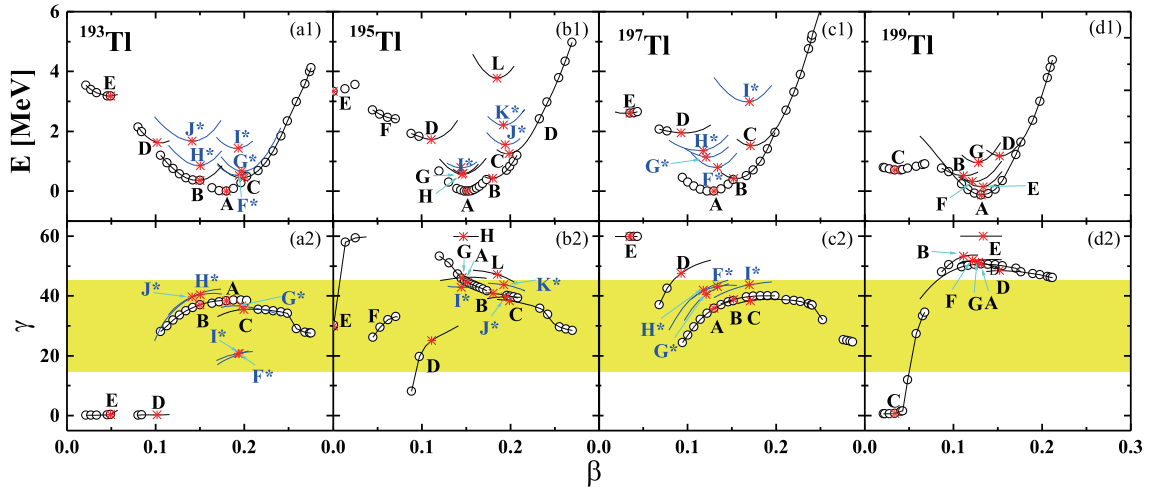 193Tl (a1) 195Tl (b1) 197Tl (c1) 199Tl (d1)
E [MeV]
6
4
2
0
E D J* H* I* G* B A F* C
E F D L K* J* I* G H C B A D
E D I* H* C G* F* B A
C B G D F A E
(a2) (b2) (c2) (d2)
γ
60
40
20
0
J* H* A B G* C I* F* E D
E F D H G A L I* B K* J* C
E D F* I* H* G* A B C
B E F G A D C
0.0 0.1 0.2 0.0 0.1 0.2 0.0 0.1 0.2 0.0 0.1 0.2 0.3
β